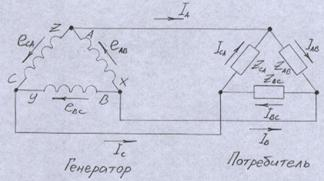 I_A
Z A
e_CA e_AB
I_CA Z_CA Z_AB I_AB
C y B X
e_BC
Z_BC
I_BC
I_C I_B
Генератор Потребитель